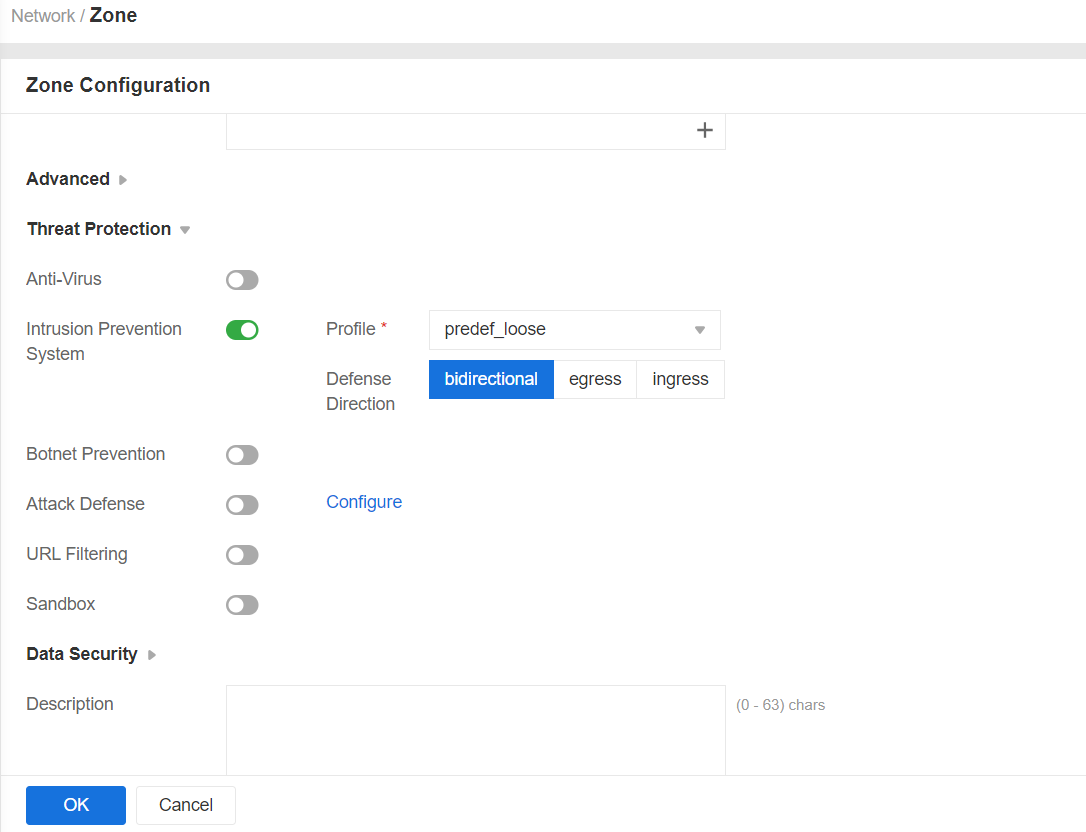 Network / Zone
Zone Configuration
+
Advanced
Threat Protection
Anti-Virus
Intrusion Prevention
System
Profile *
predef_loose
Defense
Direction
bidirectional egress ingress
Botnet Prevention
Attack Defense
Configure
URL Filtering
Sandbox
Data Security
Description
(0 - 63) chars
OK Cancel